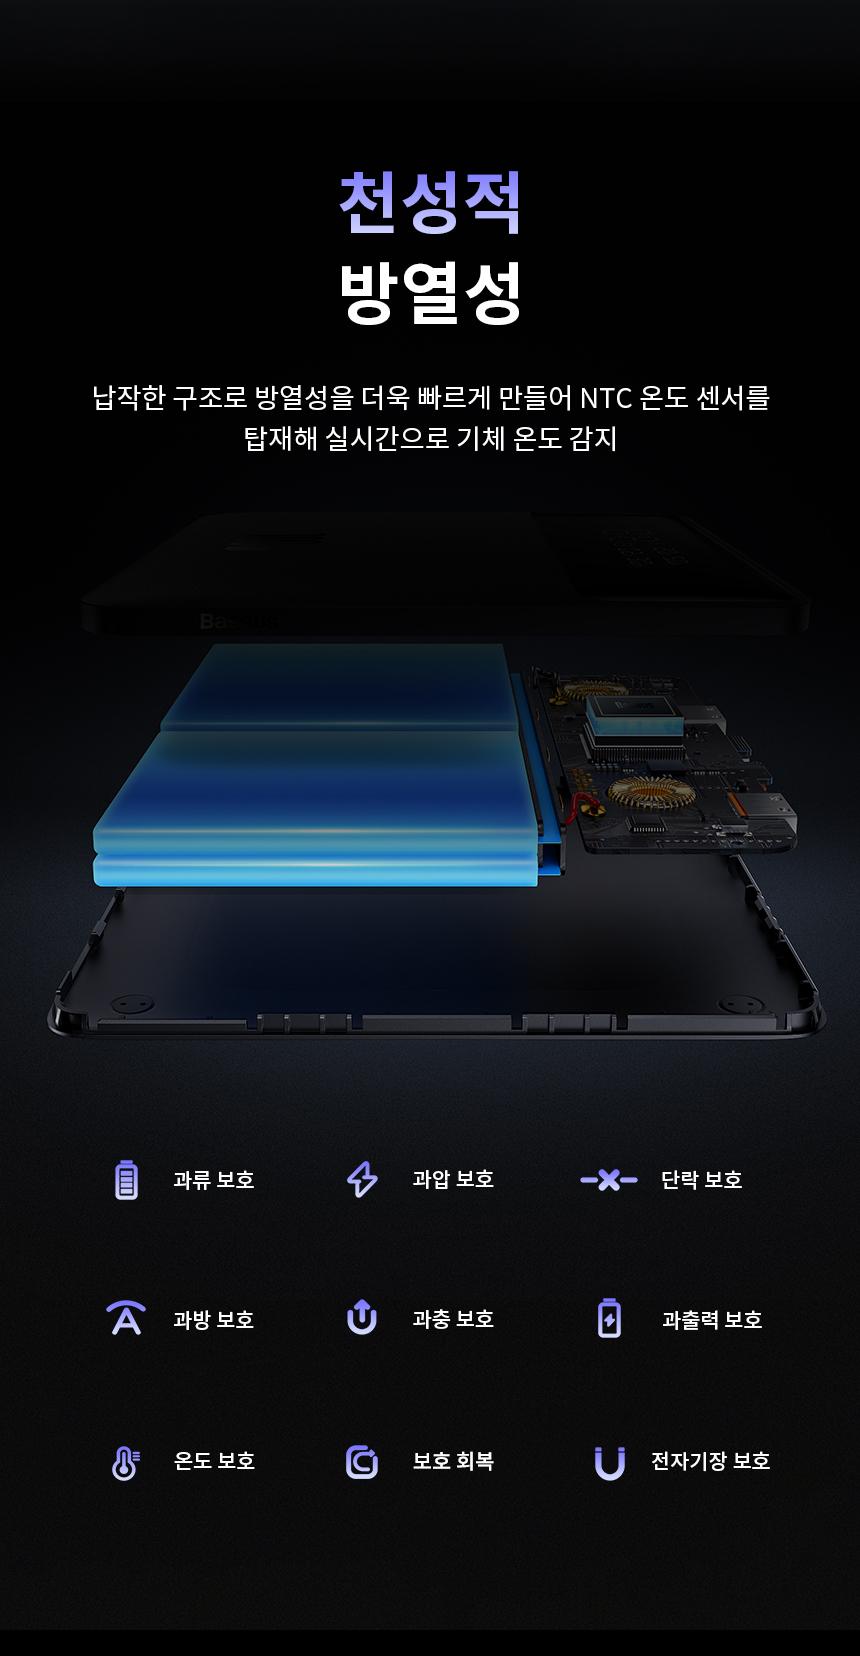 천성적
방열성
납작한 구조로 방열성을 더욱 빠르게 만들어 NTC 온도 센서를
탑재해 실시간으로 기체 온도 감지
Baseus
과류 보호
과압 보호
단락 보호
과방 보호
과충 보호
과출력 보호
온도 보호
보호 회복
전자기장 보호